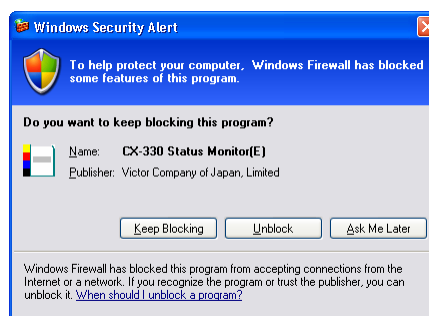 Windows Security Alert
To help protect your computer, Windows Firewall has blocked
some features of this program.
Do you want to keep blocking this program?
Name: CX-330 Status Monitor(E)
Publisher: Victor Company of Japan, Limited
Keep Blocking Unblock Ask Me Later
Windows Firewall has blocked this program from accepting connections from the
Internet or a network. If you recognize the program or trust the publisher, you can
unblock it. When should I unblock a program?